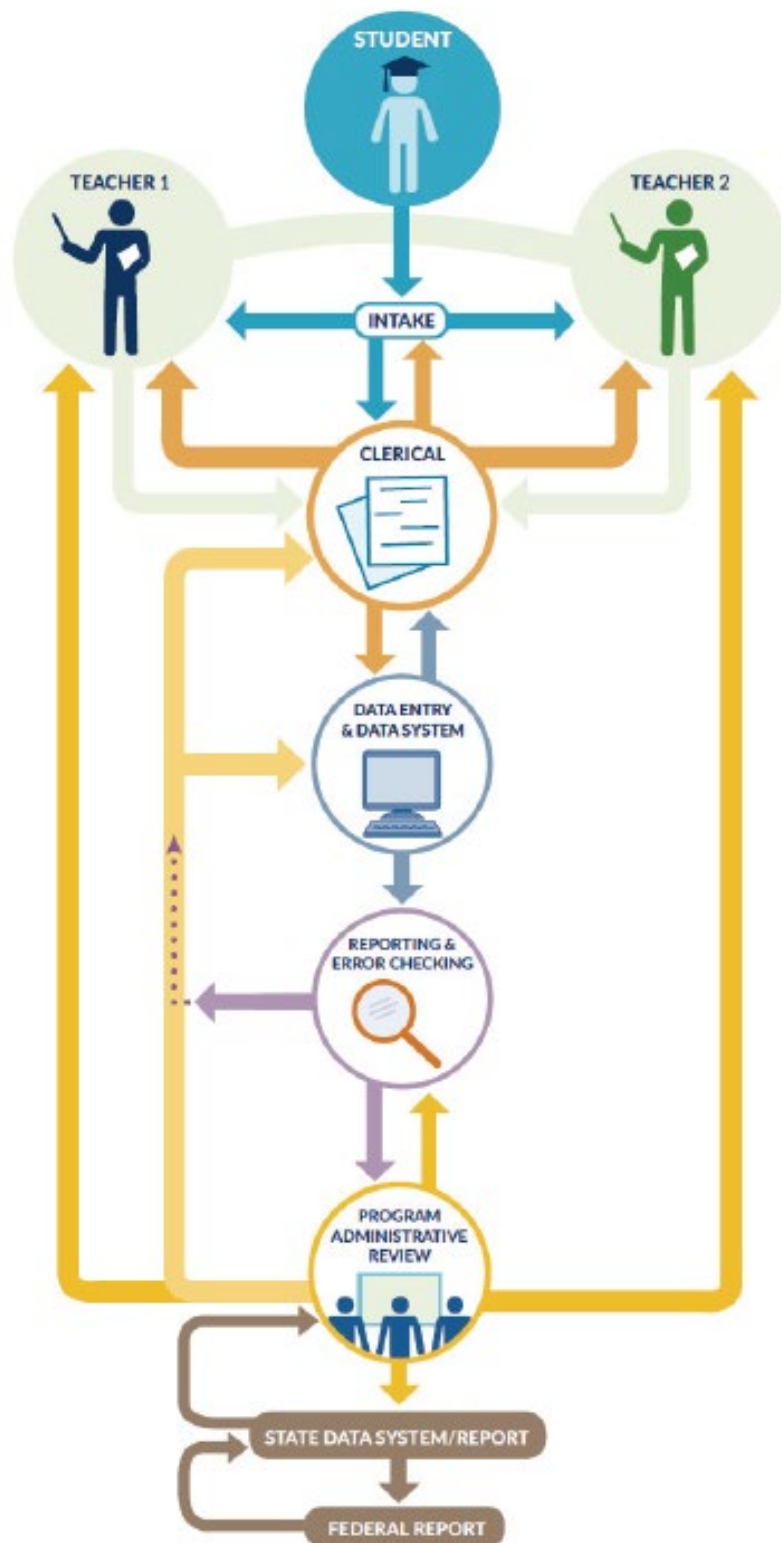 STUDENT
TEACHER 1
TEACHER 2
INTAKE
CLERICAL
DATA ENTRY
& DATA SYSTEM
REPORTING &
ERROR CHECKING
PROGRAM
ADMINISTRATIVE
REVIEW
STATE DATA SYSTEM/REPORT
FEDERAL REPORT